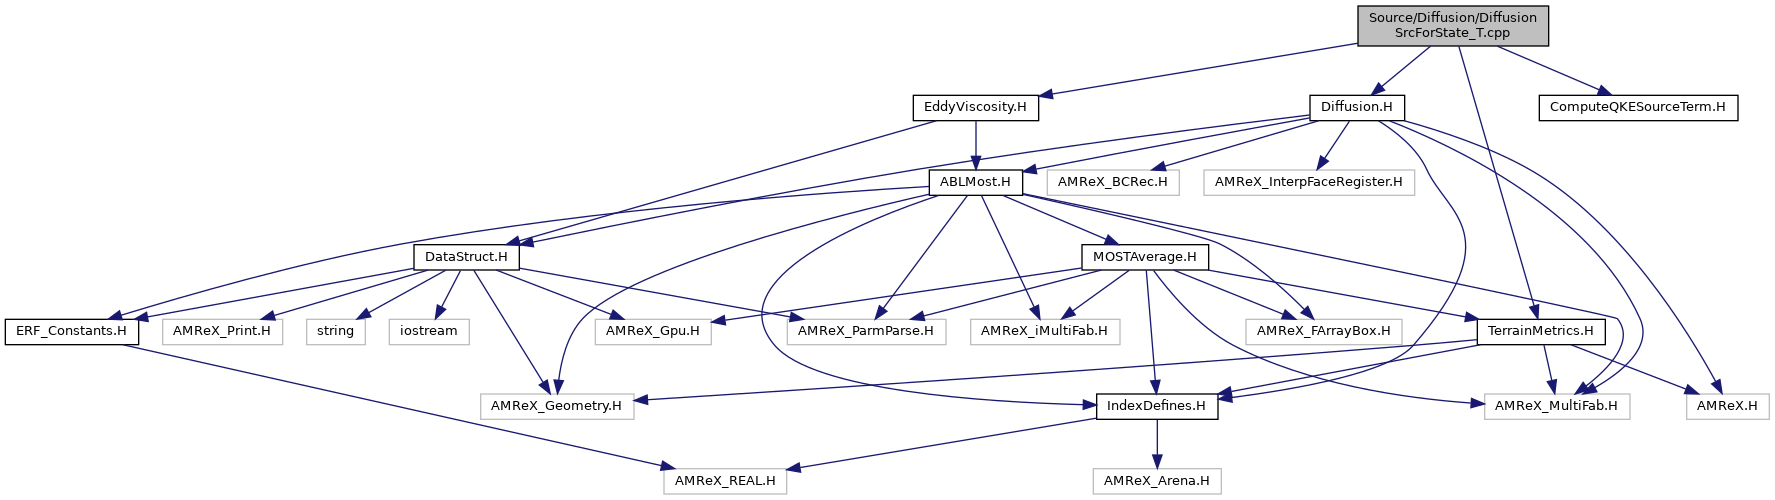 Source/Diffusion/Diffusion
SrcForState_T.cpp
EddyViscosity.H
Diffusion.H
ComputeQKESourceTerm.H
ABLMost.H
AMReX_BCRec.H
AMReX_InterpFaceRegister.H
DataStruct.H
MOSTAverage.H
ERF_Constants.H
AMReX_Print.H
string
iostream
AMReX_Gpu.H
AMReX_ParmParse.H
AMReX_iMultiFab.H
AMReX_FArrayBox.H
TerrainMetrics.H
AMReX_Geometry.H
IndexDefines.H
AMReX_MultiFab.H
AMReX.H
AMReX_REAL.H
AMReX_Arena.H